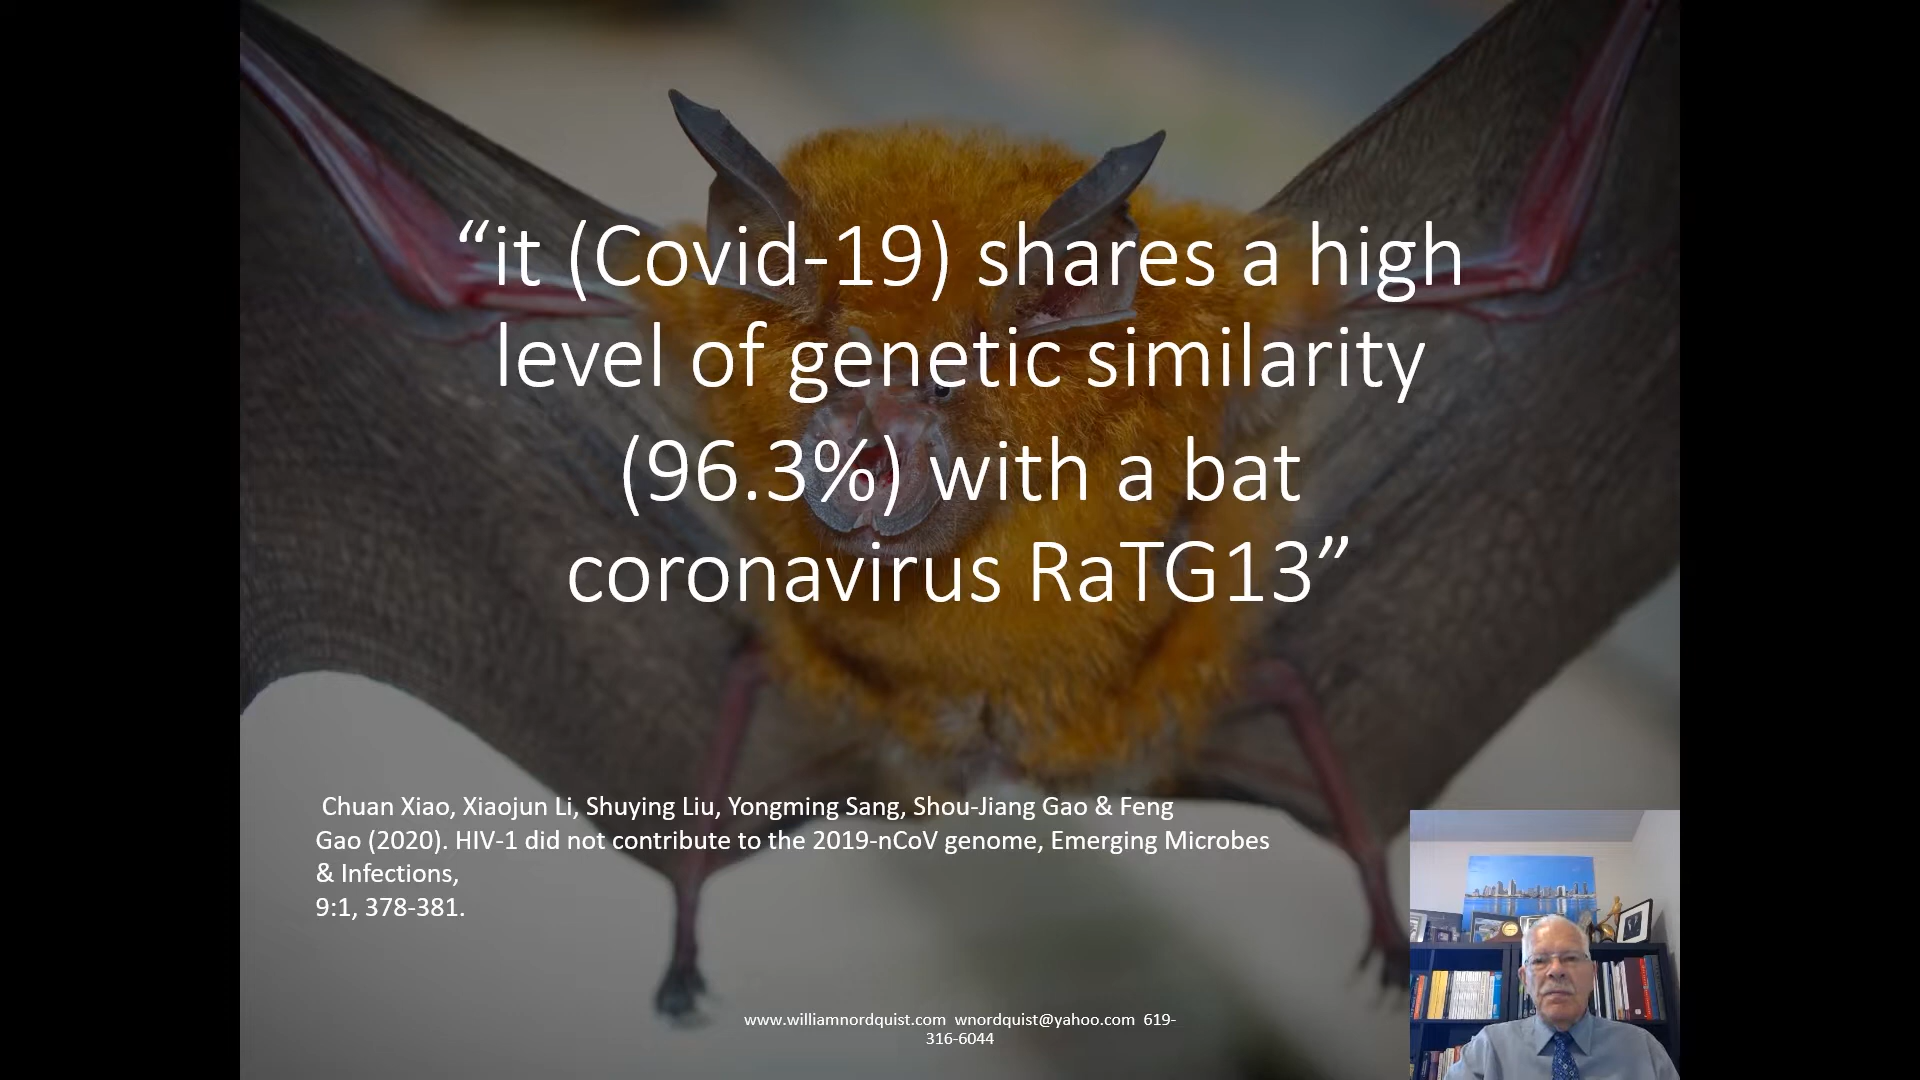 “it (Covid-19) shares a high
level of genetic similarity
(96.3%) with a bat
coronavirus RaTG13”
Chuan Xiao, Xiaojun Li, Shuying Liu, Yongming Sang, Shou-Jiang Gao & Feng
Gao (2020). HIV-1 did not contribute to the 2019-nCoV genome, Emerging Microbes
& Infections,
9:1, 378-381.
www.williamnordquist.com wnordquist@yahoo.com 619-
316-6044